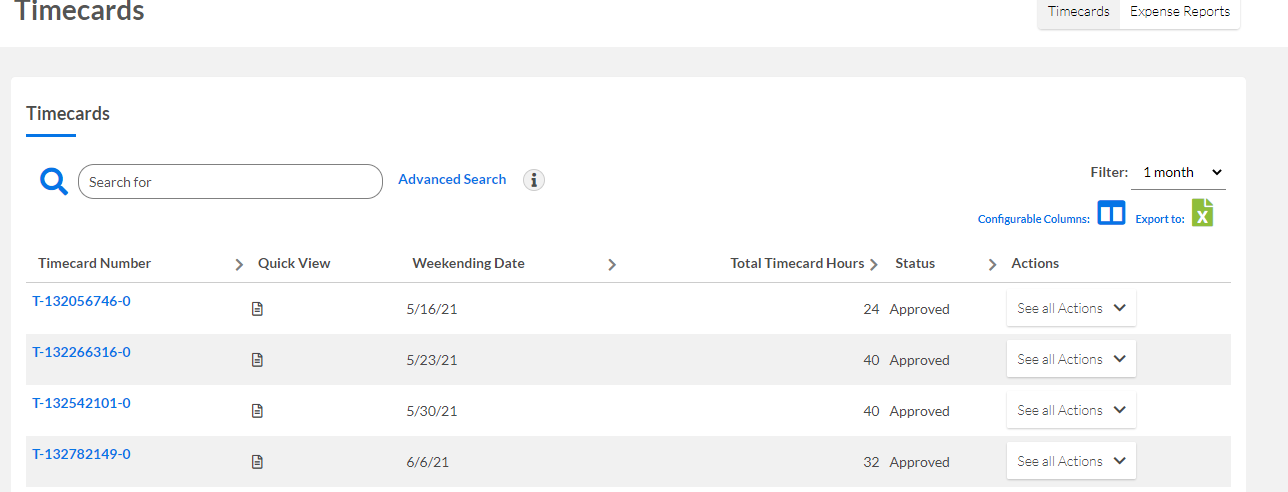 Timecards
Timecards Expense Reports
Timecards
Search for Advanced Search i Filter: 1 month
Configurable Columns: Export to: X
Timecard Number Quick View Weekending Date Total Timecard Hours Status Actions
T-132056746-0 5/16/21 24 Approved See all Actions
T-132266316-0 5/23/21 40 Approved See all Actions
T-132542101-0 5/30/21 40 Approved See all Actions
T-132782149-0 6/6/21 32 Approved See all Actions